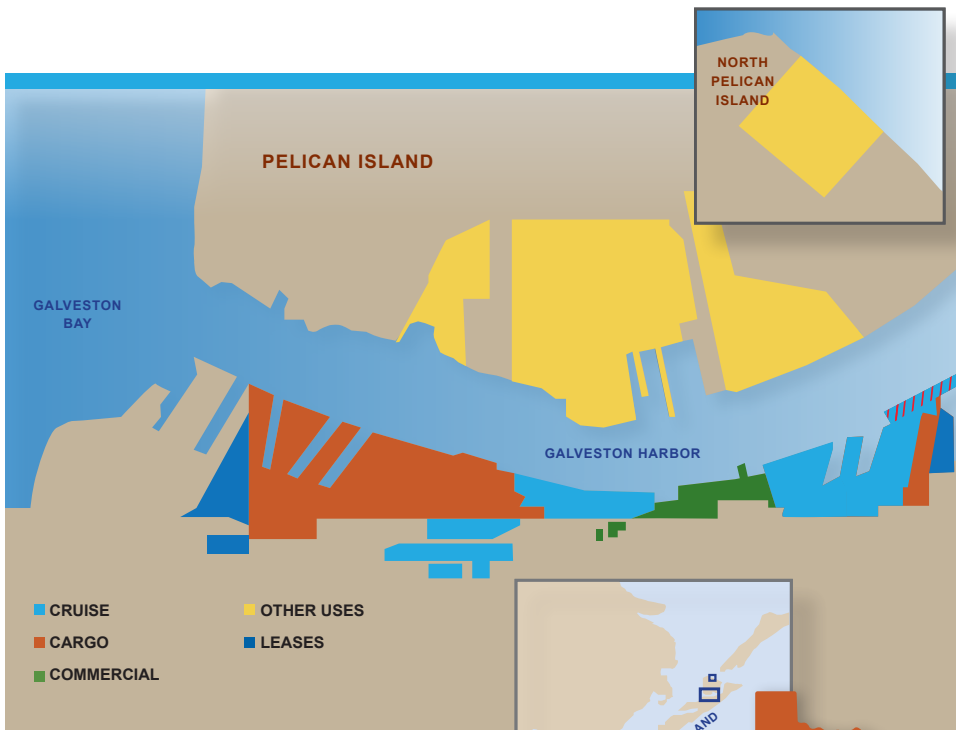 NORTH
PELICAN
ISLAND
PELICAN ISLAND
GALVESTON
BAY
GALVESTON HARBOR
CRUISE
OTHER USES
CARGO
LEASES
COMMERCIAL